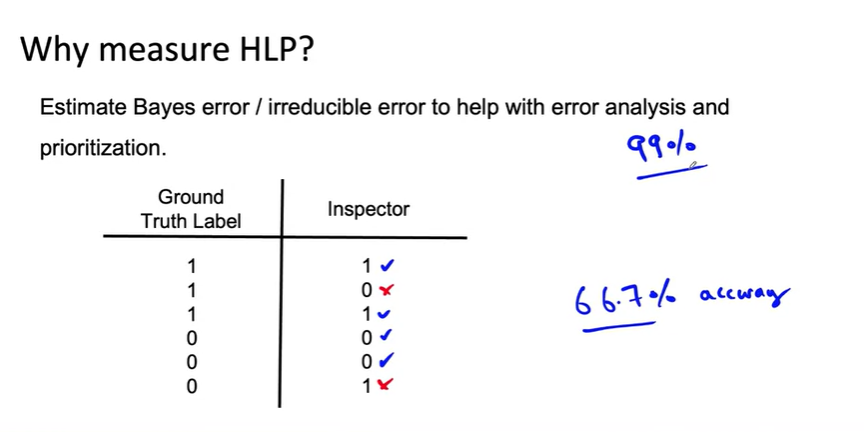 Why measure HLP?
Estimate Bayes error / irreducible error to help with error analysis and
prioritization.
99%
Ground
Truth Label
Inspector
1 1 ✓
1 0 ×
1 1 ✓
0 0 ✓
0 0 ✓
0 1 ×
66.7% accuracy